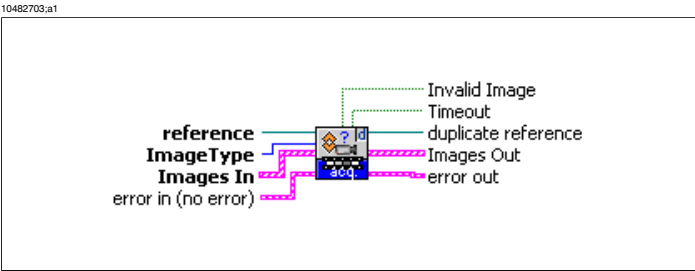 10482703;a1
Invalid Image
Timeout
reference
duplicate reference
ImageType
Images Out
Images In
error out
error in (no error)
? d
acq